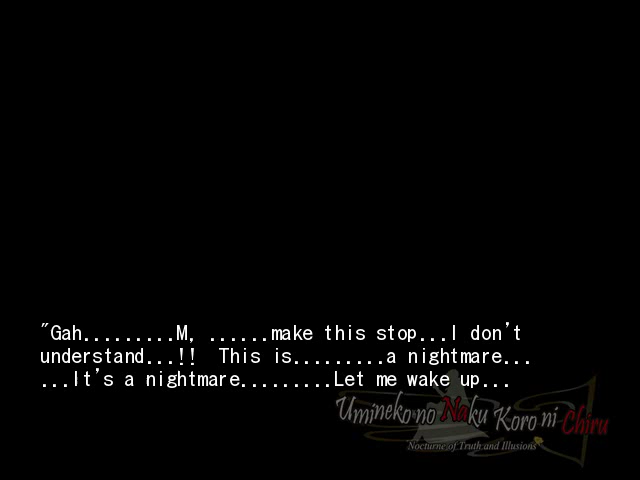 "Gah.........M, ......make this stop...I don't
understand...!!  This is.........a nightmare...
...It's a nightmare.........Let me wake up...
Umineko no Naku Koro ni Chiru
Nocturne of Truth and Illusions